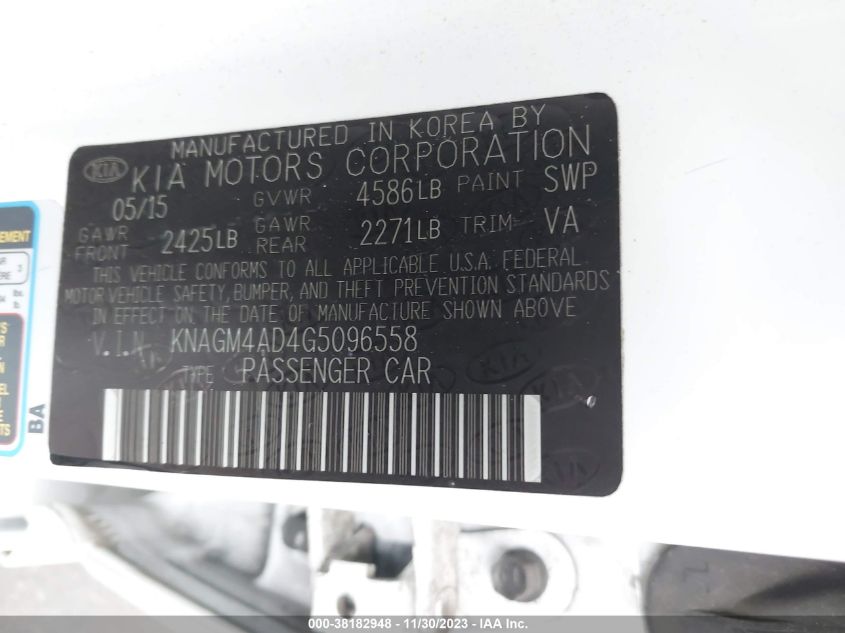 MANUFACTURED IN KOREA BY
KIA KIA MOTORS CORPORATION
05/15 GVWR 4586LB PAINT SWP
GAWR FRONT 2425LB GAWR REAR 2271LB TRIM VA
THIS VEHICLE CONFORMS TO ALL APPLICABLE U.S.A. FEDERAL
MOTOR VEHICLE SAFETY, BUMPER, AND THEFT PREVENTION STANDARDS
IN EFFECT ON THE DATE OF MANUFACTURE SHOWN ABOVE
V.I.N. KNAGM4AD4G5096558
TYPE PASSENGER CAR
BA
000-38182948 - 11/30/2023 - © IAA Inc.